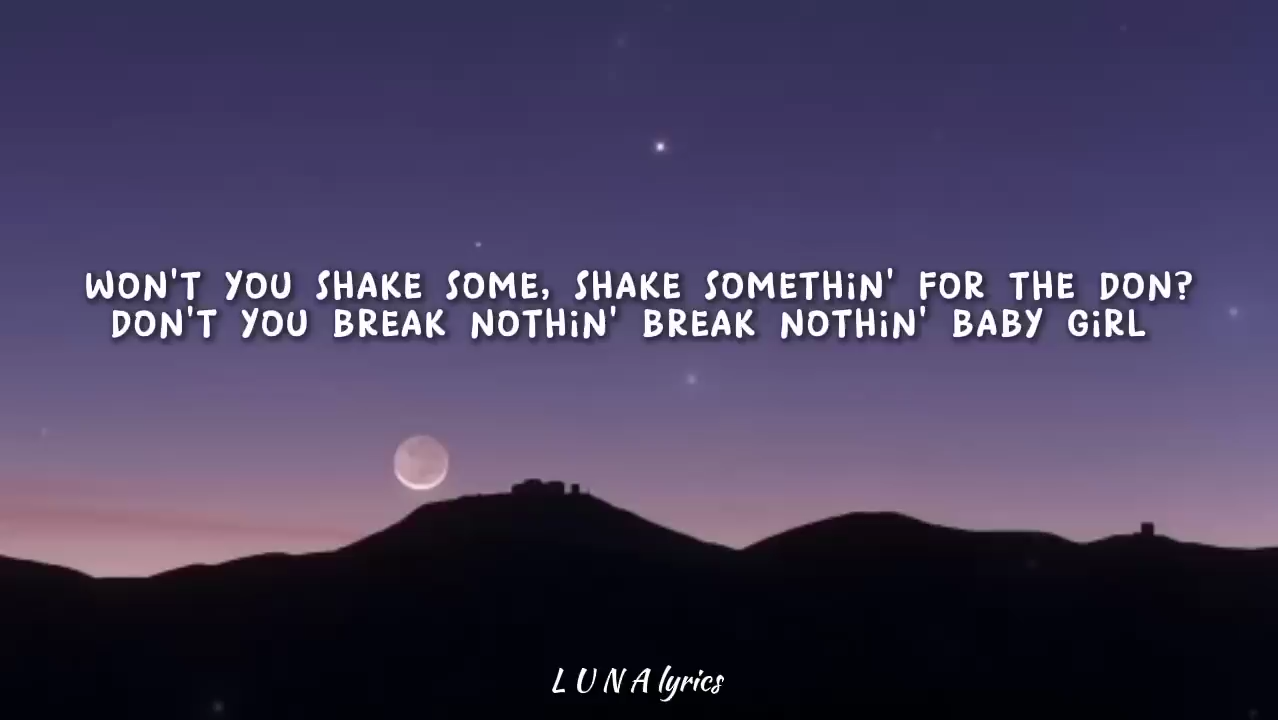 WON'T YOU SHAKE SOME, SHAKE SOMETHiN' FOR THE DON?
DON'T YOU BREAK NOTHiN' BREAK NOTHiN' BABY GiRL
L U N A lyrics